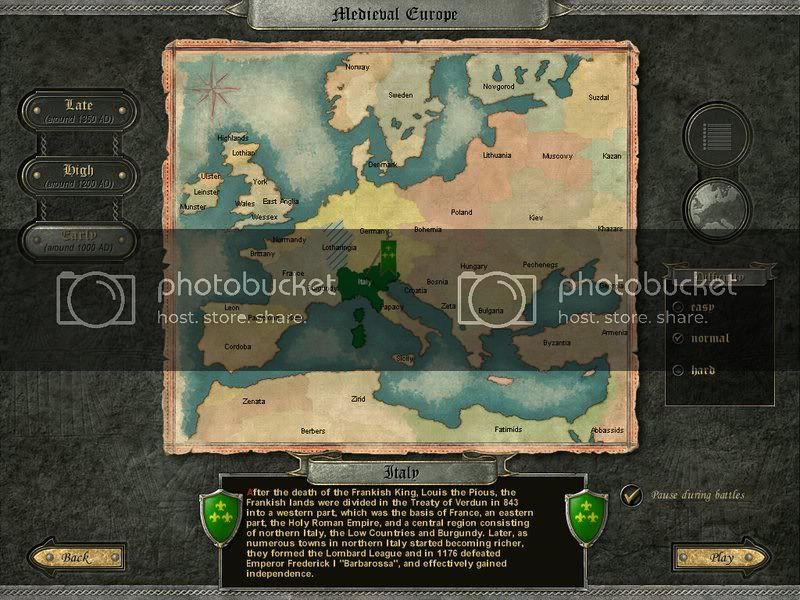 Medieval Europe
Late
(around 1350 AD)
High
(around 1200 AD)
Early
(around 1000 AD)
Norway
Sweden
Novgorod
Suzdal
Highlands
Lothian
Denmark
Lithuania
Muscovy
Kazan
Ulster
Leinster
Munster
York
Wales
East Anglia
Wessex
Poland
Kiev
Khazars
Normandy
Brittany
Lotharingia
Germany
Bohemia
France
Burgundy
Italy
Hungary
Pechenegs
Croatia
Bosnia
Leon
Papacy
Zeta
Bulgaria
Armenia
Cordoba
Sicily
Byzantia
Zenata
Zirid
Berbers
Fatimids
Abbassids
photobucket
host. store. share.
photobucket
host. store. share.
Difficulty
easy
normal
hard
Italy
After the death of the Frankish King, Louis the Pious, the
Frankish lands were divided in the Treaty of Verdun in 843
into a western part, which was the basis of France, an eastern
part, the Holy Roman Empire, and a central region consisting
of northern Italy, the Low Countries and Burgundy. Later, as
numerous towns in northern Italy started becoming richer,
they formed the Lombard League and in 1176 defeated
Emperor Frederick I "Barbarossa", and effectively gained
independence.
Pause during battles
Back
Play